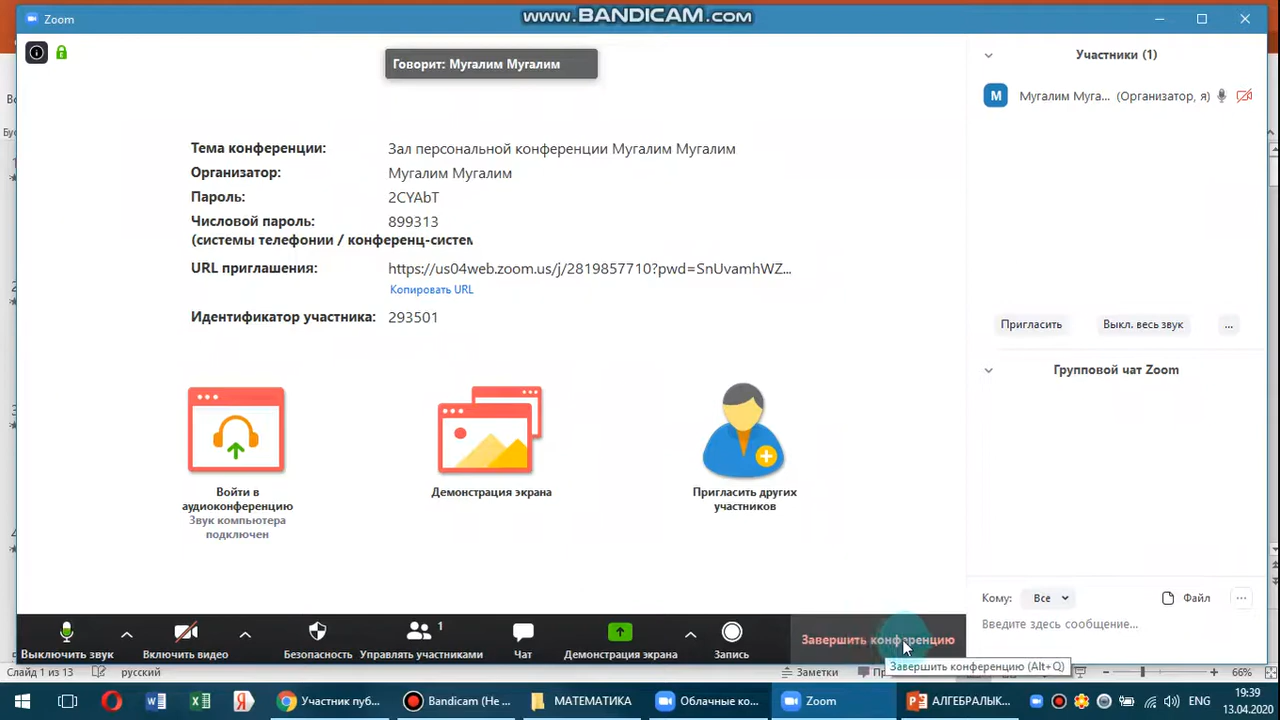 www.BANDICAM.com
Zoom
Говорит: Мугалим Мугалим
Участники (1)
М
Мугалим Муга... (Организатор, я)
Тема конференции:
Зал персональной конференции Мугалим Мугалим
Организатор:
Мугалим Мугалим
Пароль:
2CYAbT
Числовой пароль:
899313
(системы телефонии / конференц-систем
URL приглашения:
https://us04web.zoom.us/j/2819857710?pwd=SnUvamhWZ...
Копировать URL
Идентификатор участника:
293501
Пригласить
Выкл. весь звук
...
Групповой чат Zoom
Войти в
аудиоконференцию
Звук компьютера
подключен
Демонстрация экрана
Пригласить других
участников
Кому:
Все
Файл
...
Введите здесь сообщение...
1
Выключить звук
Включить видео
Безопасность
Управлять участниками
Чат
Демонстрация экрана
Запись
Завершить конференцию
Завершить конференцию (Alt+Q)
Слайд 1 из 13
русский
Заметки
66%
Участник пуб...
Bandicam (Не ...
МАТЕМАТИКА
Облачные ко...
Zoom
АЛГЕБРАЛЫК...
ENG
19:39
13.04.2020